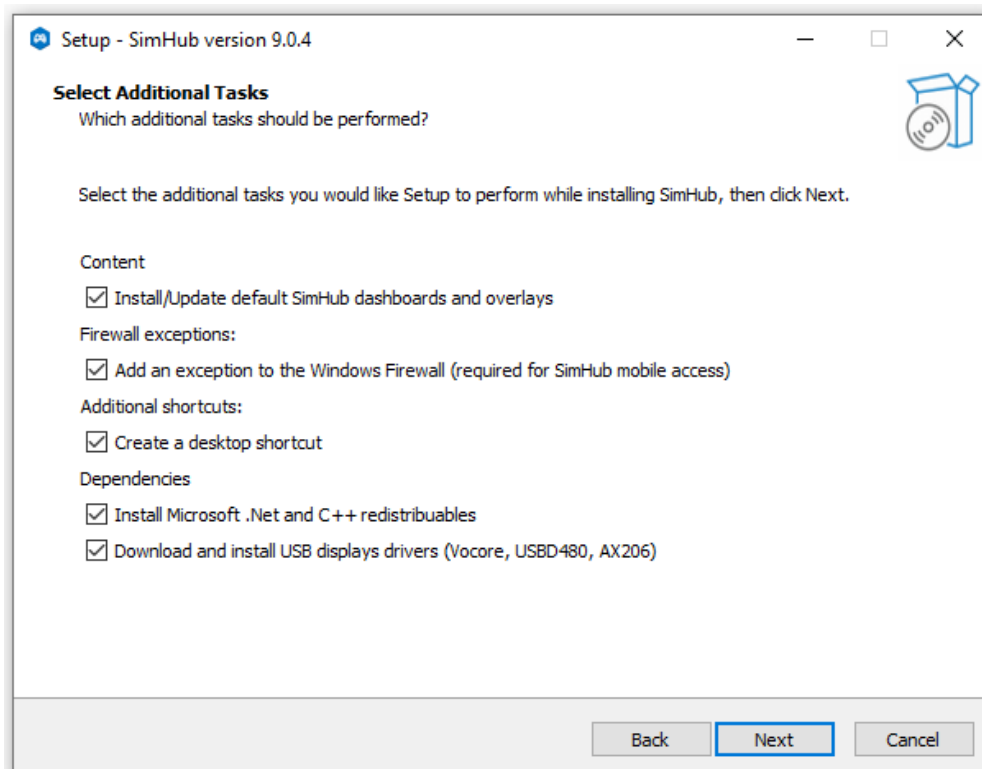 Setup - SimHub version 9.0.4
Select Additional Tasks
Which additional tasks should be performed?
Select the additional tasks you would like Setup to perform while installing SimHub, then click Next.
Content
Install/Update default SimHub dashboards and overlays
Firewall exceptions:
Add an exception to the Windows Firewall (required for SimHub mobile access)
Additional shortcuts:
Create a desktop shortcut
Dependencies
Install Microsoft .Net and C++ redistribuables
Download and install USB displays drivers (Vocore, USBD480, AX206)
Back Next Cancel